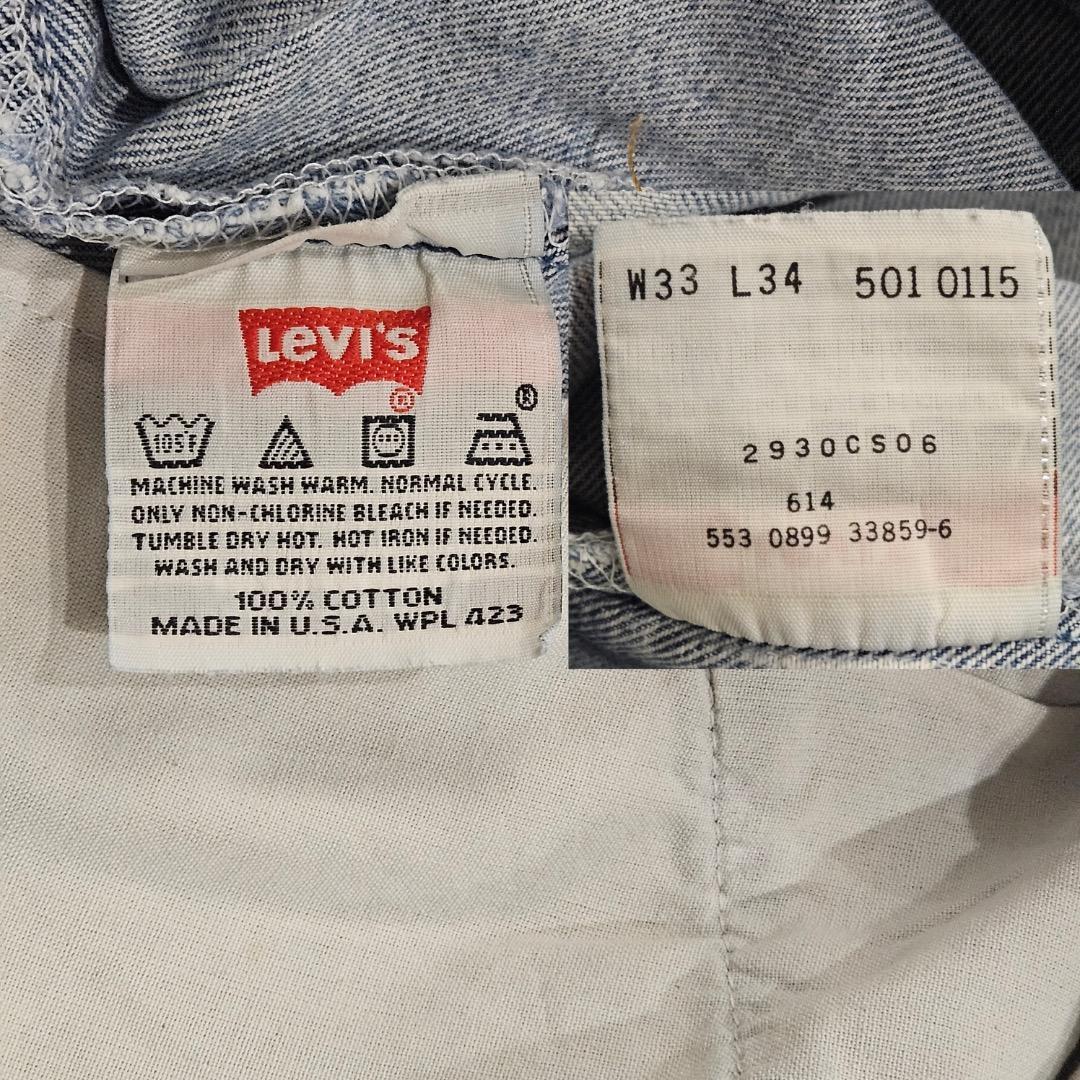 Levi's
®
®
105F
MACHINE WASH WARM. NORMAL CYCLE.
ONLY NON-CHLORINE BLEACH IF NEEDED.
TUMBLE DRY HOT. HOT IRON IF NEEDED.
WASH AND DRY WITH LIKE COLORS.
100% COTTON
MADE IN U.S.A. WPL 423
W33 L34 501 0115
2930CS06
614
553 0899 33859-6